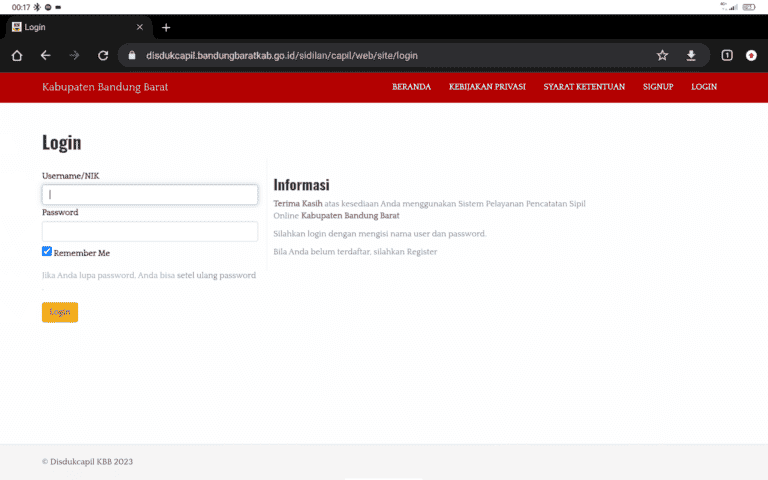 00:17
Login
disdukcapil.bandungbaratkab.go.id/sidilan/capil/web/site/login
1
Kabupaten Bandung Barat
BERANDA KEBIJAKAN PRIVASI SYARAT KETENTUAN SIGNUP LOGIN
Login
Username/NIK
Password
Remember Me
Jika Anda lupa password, Anda bisa setel ulang password
Login
Informasi
Terima Kasih atas kesediaan Anda menggunakan Sistem Pelayanan Pencatatan Sipil
Online Kabupaten Bandung Barat
Silahkan login dengan mengisi nama user dan password.
Bila Anda belum terdaftar, silahkan Register
© Disdukcapil KBB 2023